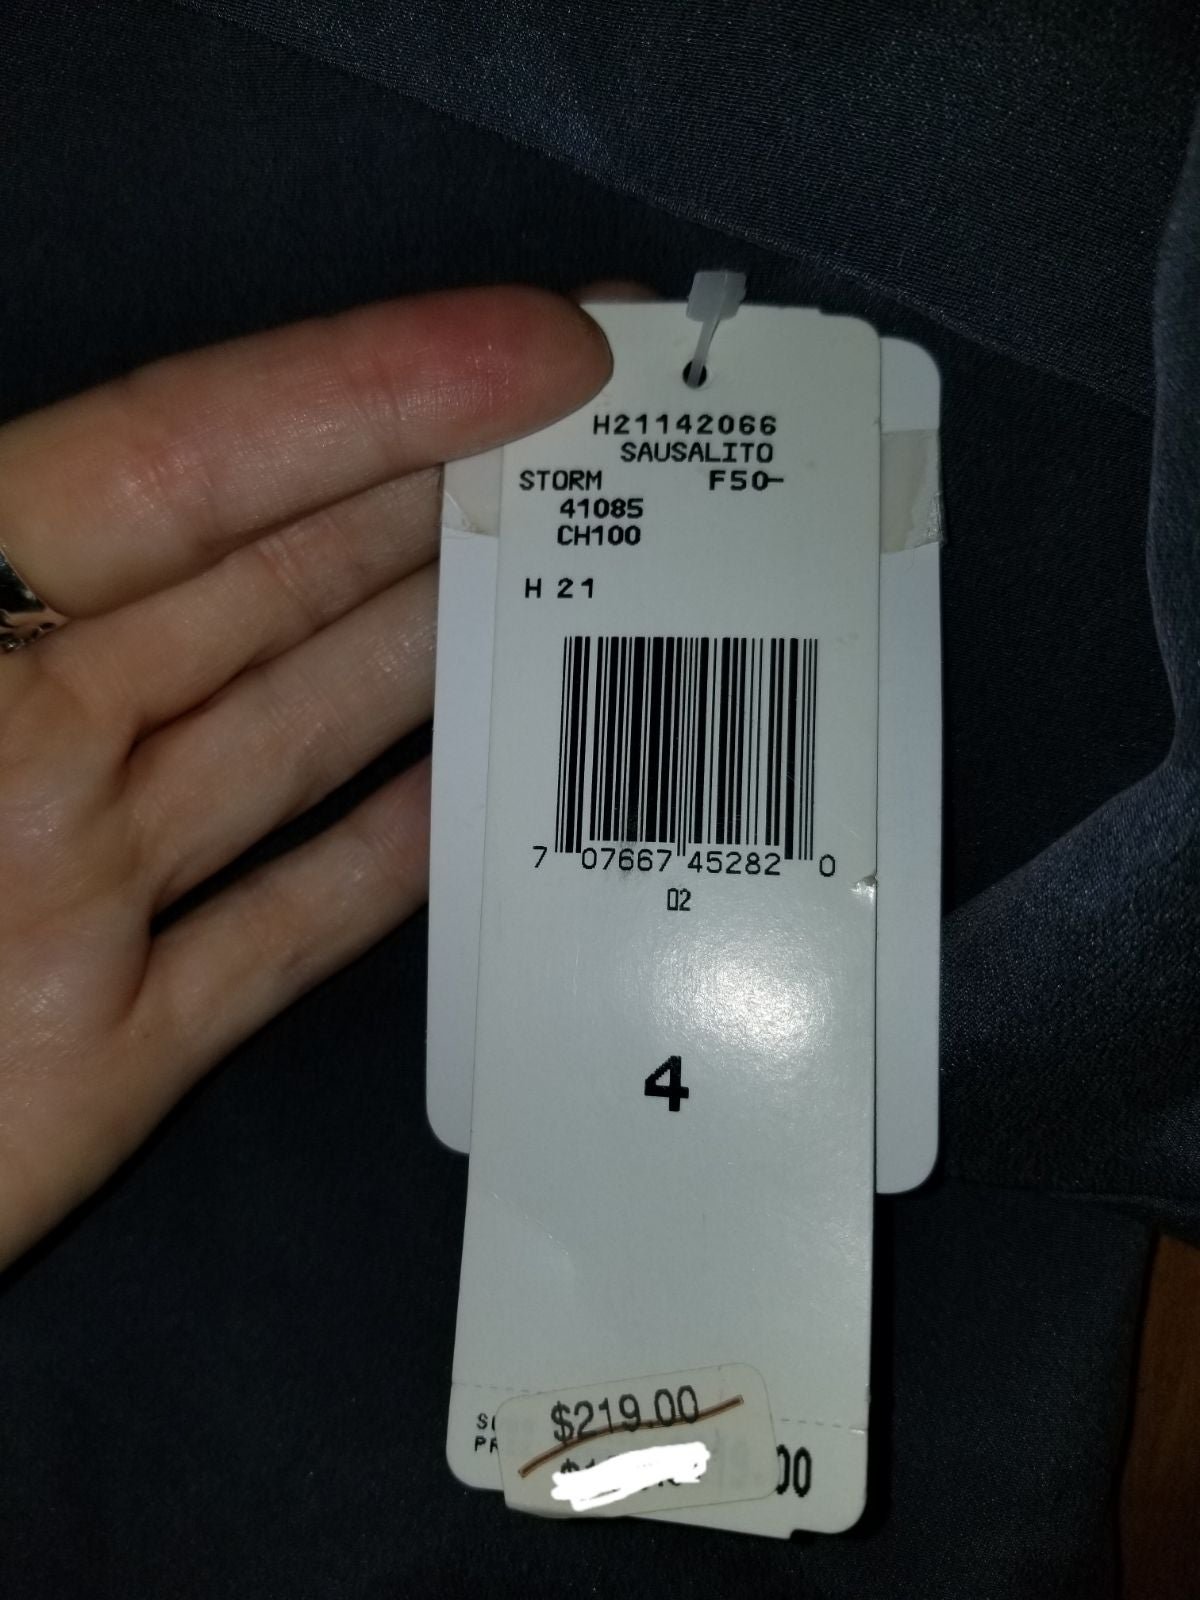 H21142066
SAUSALITO
STORM F50-
41085
CH100
H 21
7 07667 45282 0
02
4
$219.00
00